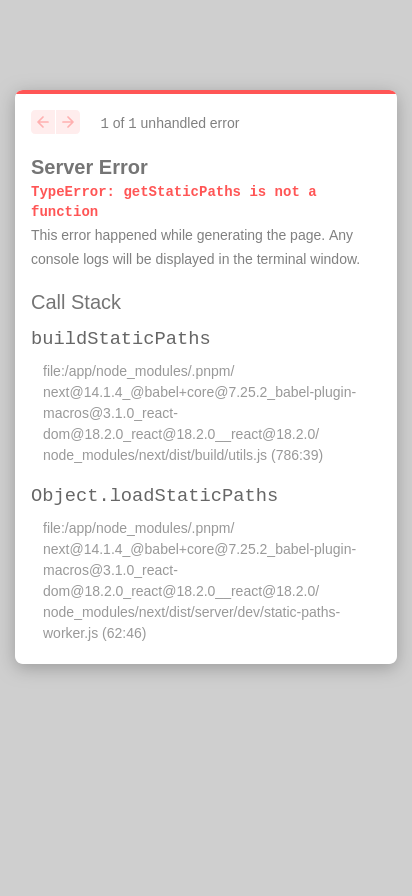 1 of 1 unhandled error
Server Error
TypeError: getStaticPaths is not a
function
This error happened while generating the page. Any
console logs will be displayed in the terminal window.
Call Stack
buildStaticPaths
file:/app/node_modules/.pnpm/
next@14.1.4_@babel+core@7.25.2_babel-plugin-
macros@3.1.0_react-
dom@18.2.0_react@18.2.0__react@18.2.0/
node_modules/next/dist/build/utils.js (786:39)
Object.loadStaticPaths
file:/app/node_modules/.pnpm/
next@14.1.4_@babel+core@7.25.2_babel-plugin-
macros@3.1.0_react-
dom@18.2.0_react@18.2.0__react@18.2.0/
node_modules/next/dist/server/dev/static-paths-
worker.js (62:46)